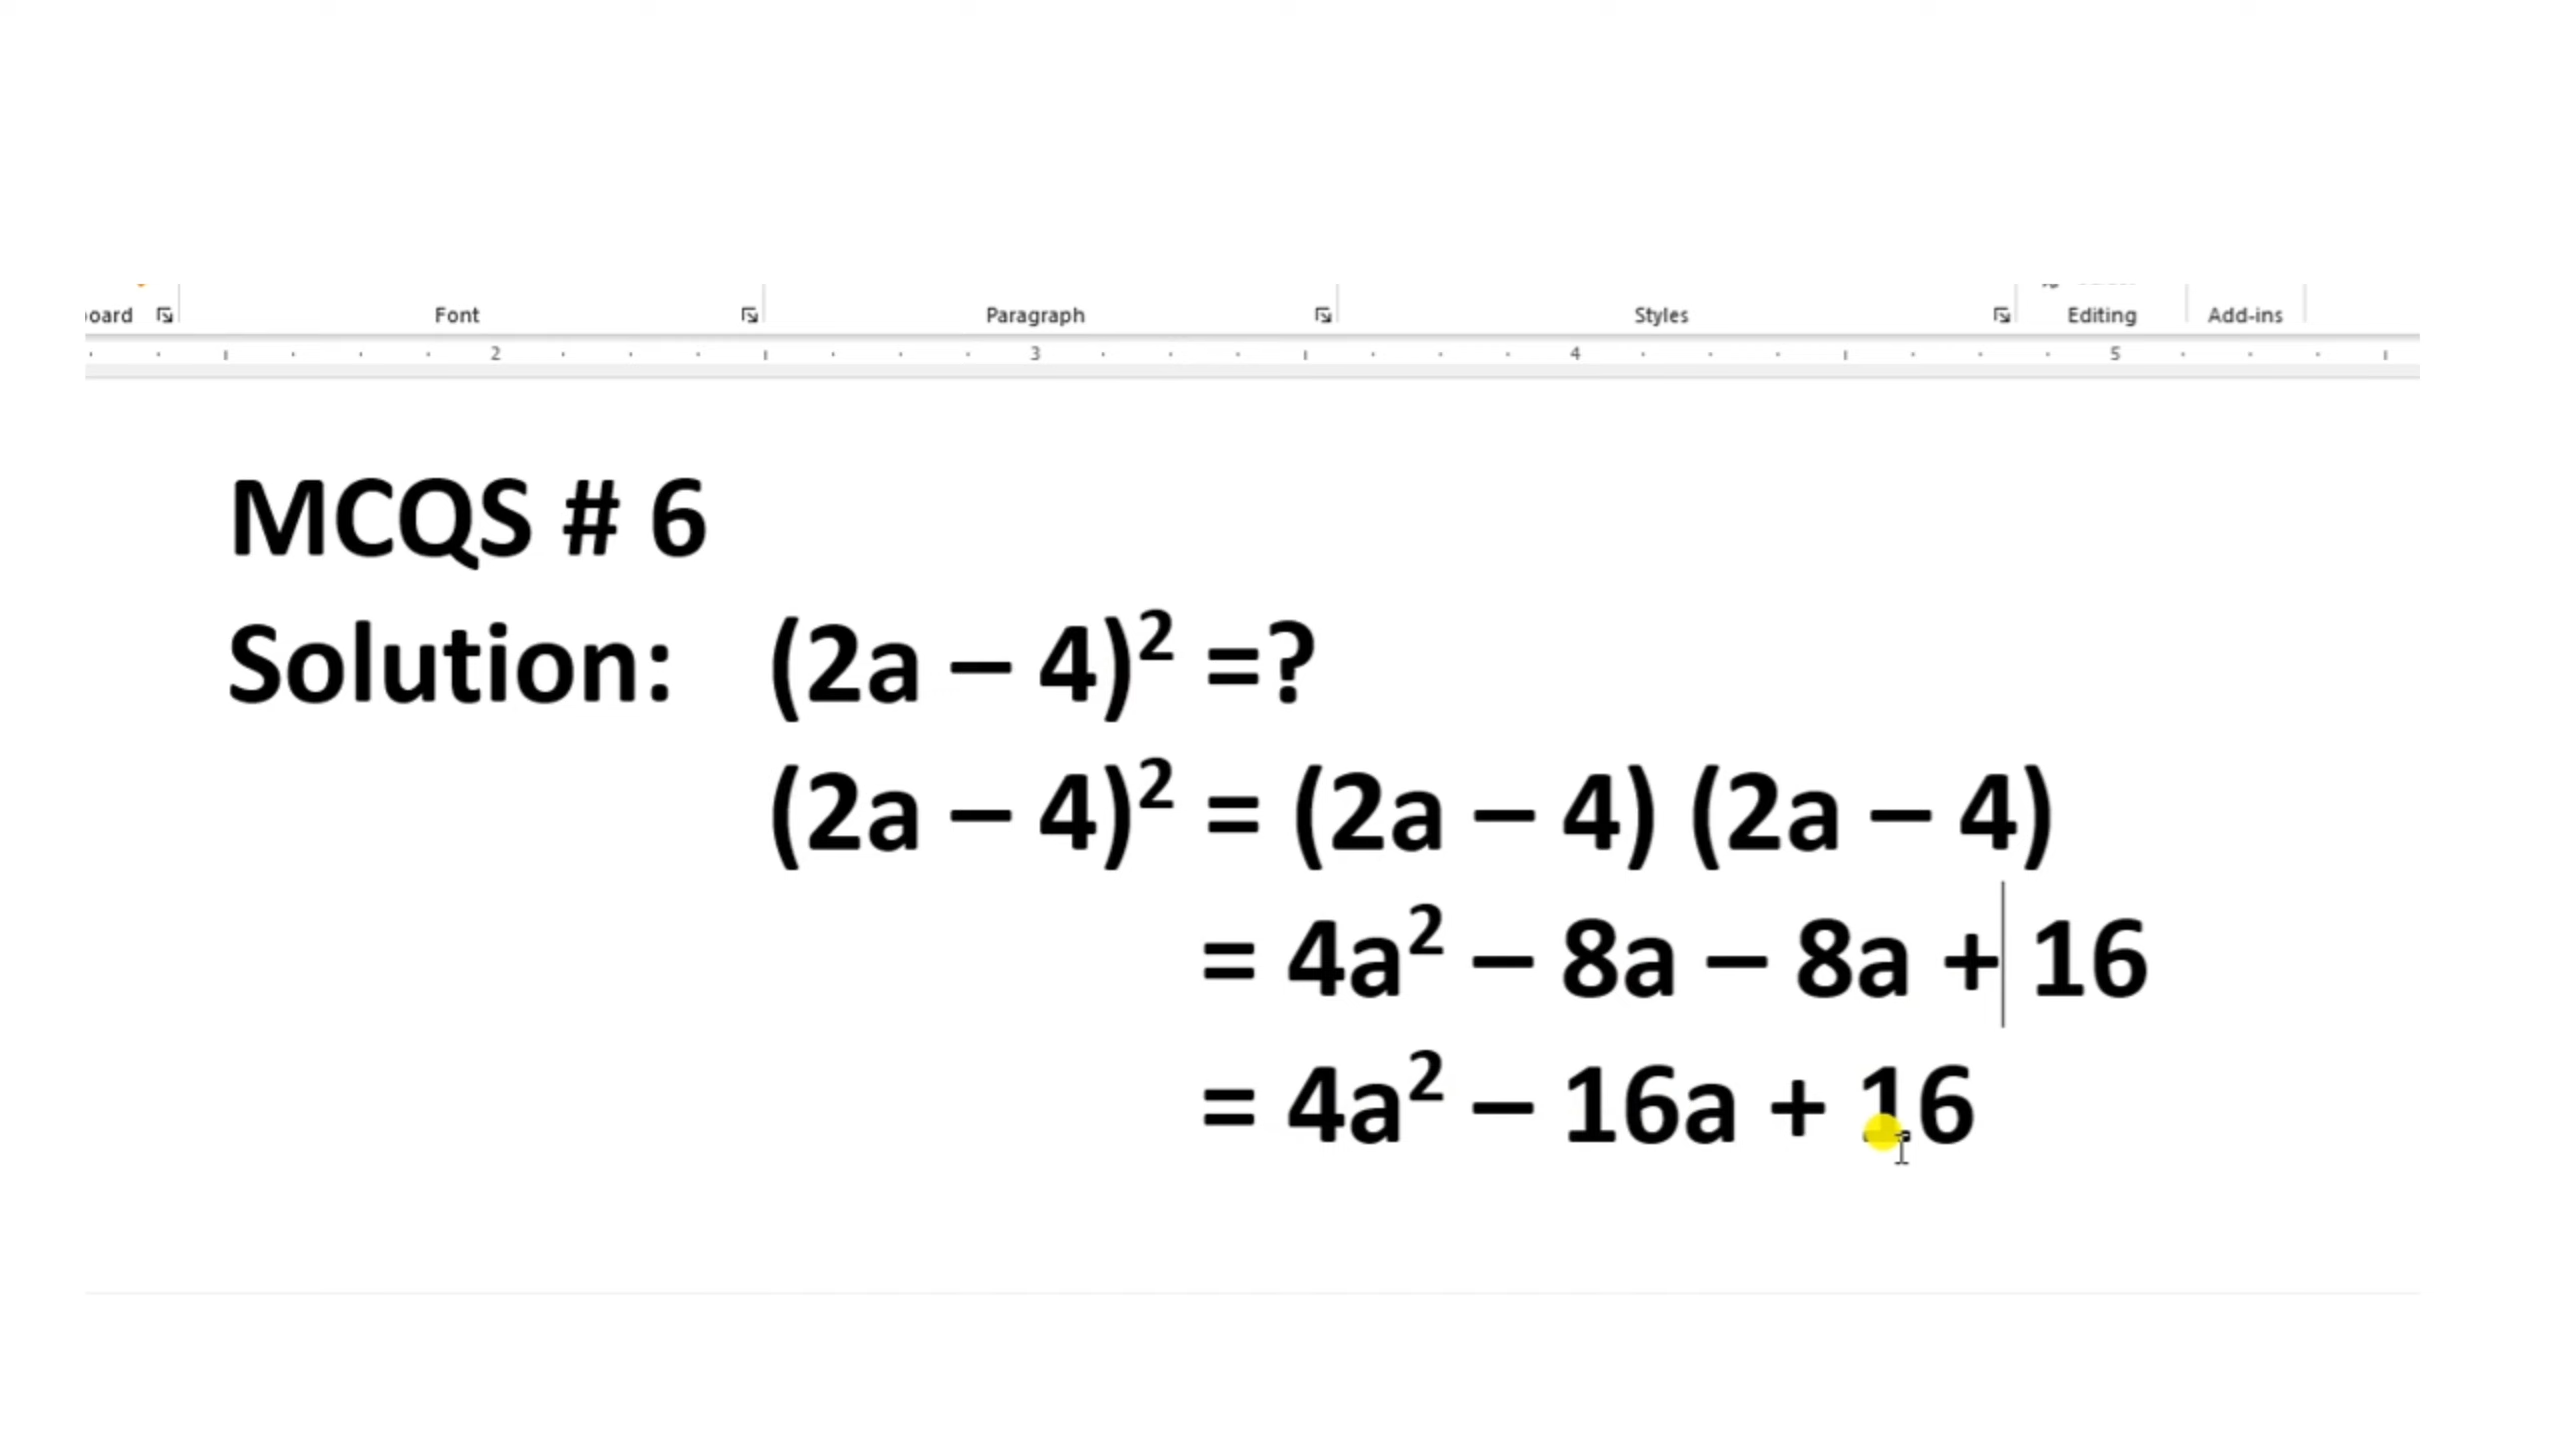 oard Font Paragraph Styles Editing Add-ins
2 3 4 5
MCQS # 6
Solution: (2a – 4)² =?
(2a – 4)² = (2a – 4) (2a – 4)
= 4a² – 8a – 8a + 16
= 4a² – 16a + 16